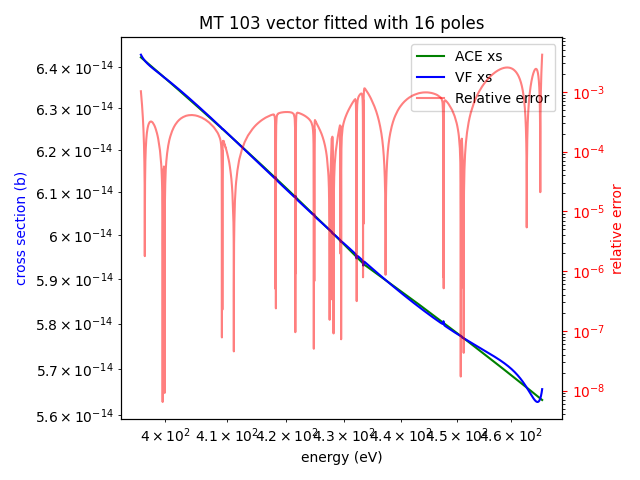 MT 103 vector fitted with 16 poles
ACE xs
VF xs
Relative error
6.4 × 10⁻¹⁴
6.3 × 10⁻¹⁴
6.2 × 10⁻¹⁴
6.1 × 10⁻¹⁴
6 × 10⁻¹⁴
5.9 × 10⁻¹⁴
5.8 × 10⁻¹⁴
5.7 × 10⁻¹⁴
5.6 × 10⁻¹⁴
cross section (b)
10⁻³
10⁻⁴
10⁻⁵
10⁻⁶
10⁻⁷
10⁻⁸
relative error
4 × 10² 4.1 × 10² 4.2 × 10² 4.3 × 10² 4.4 × 10² 4.5 × 10² 4.6 × 10²
energy (eV)